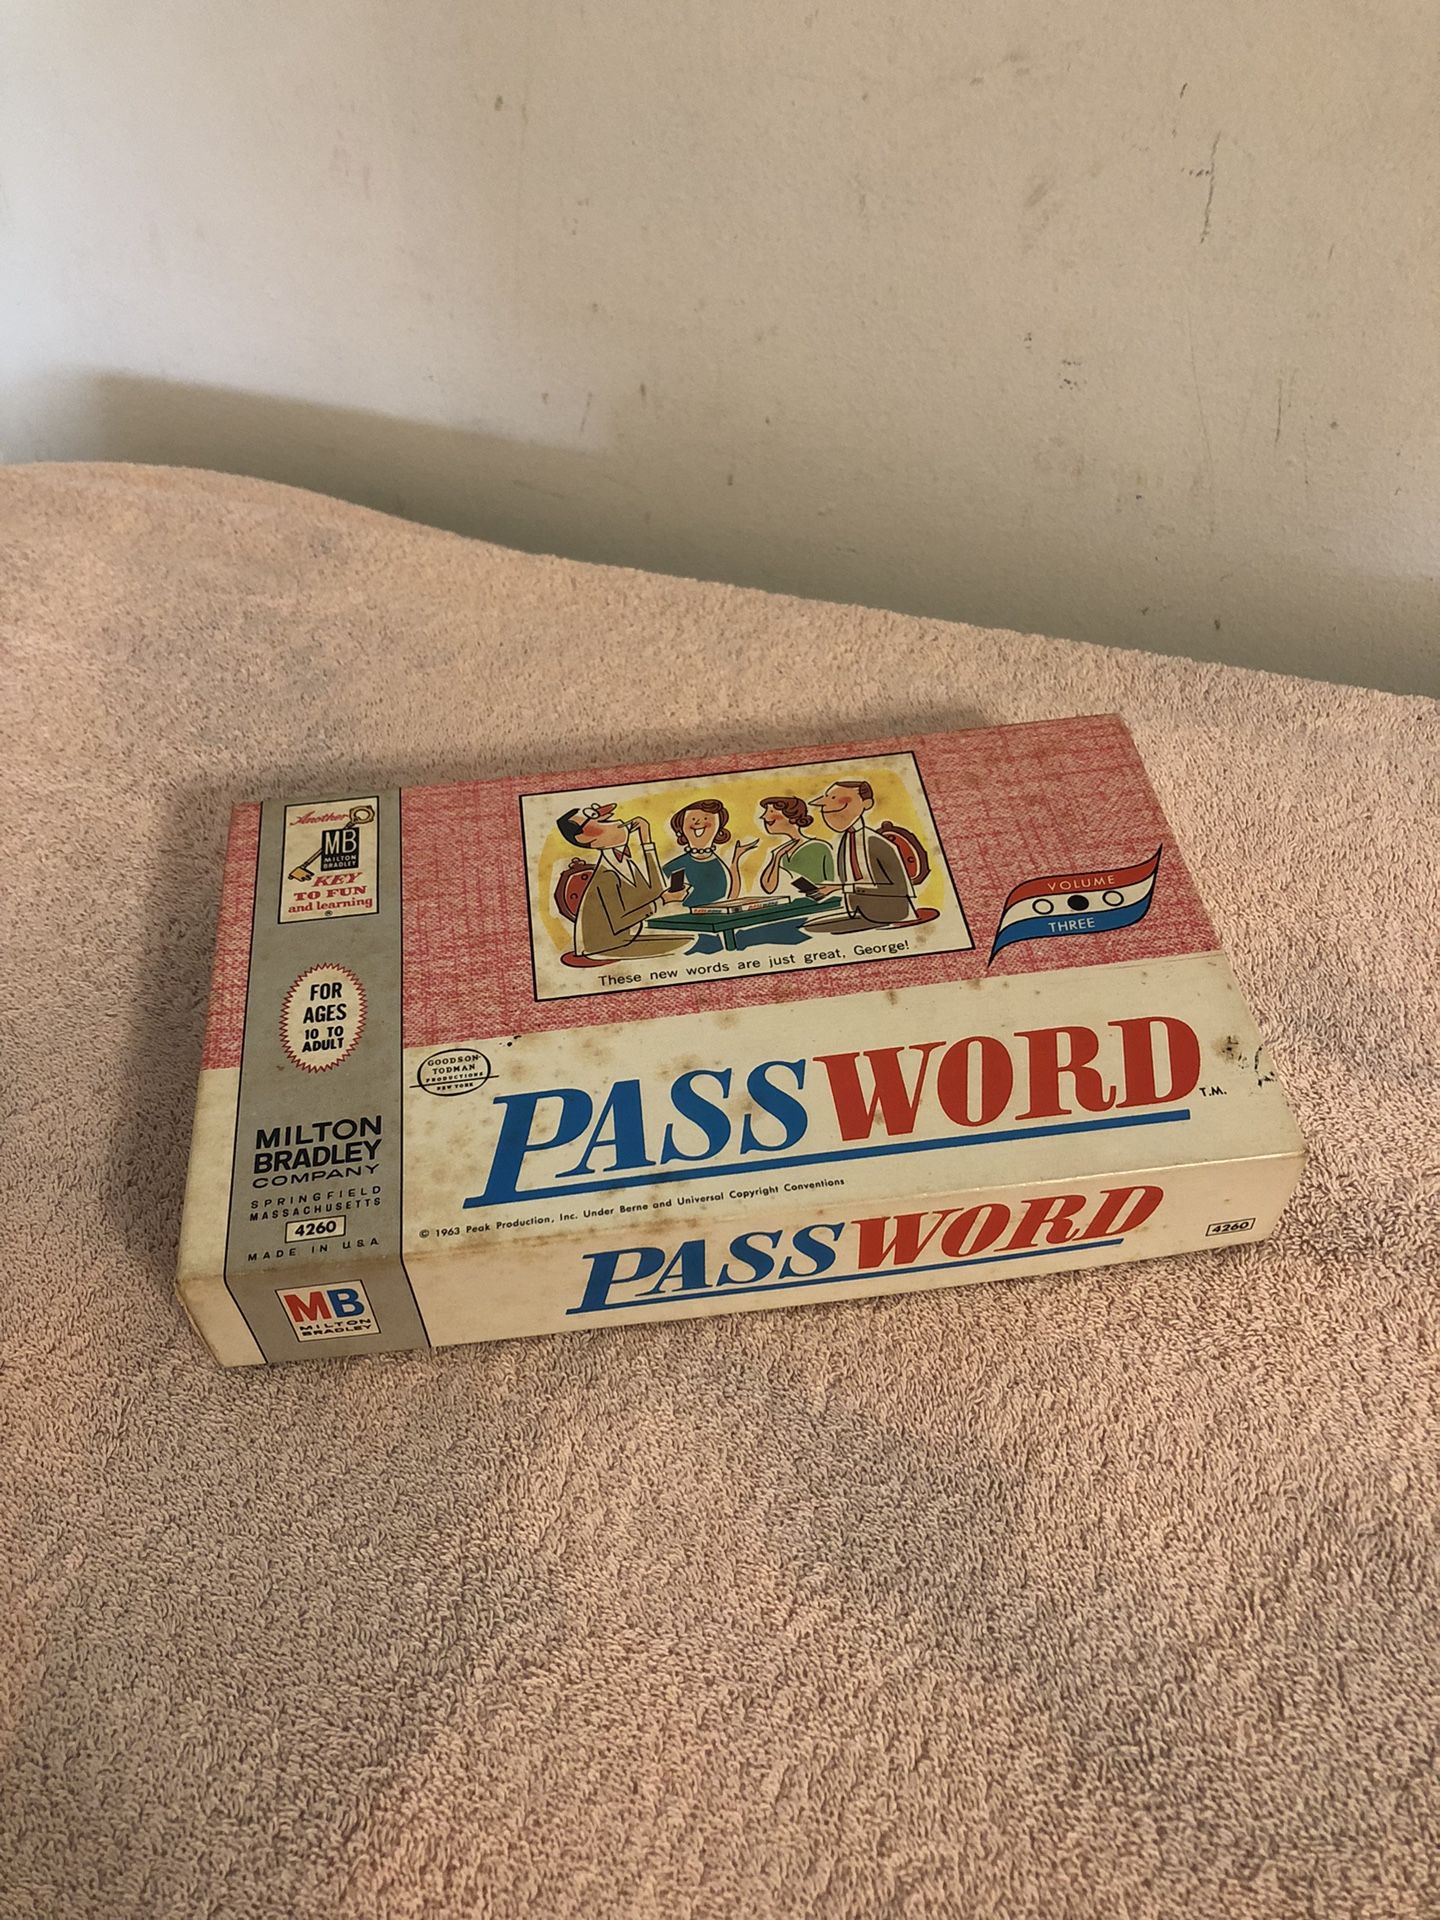 Another
MB
MILTON
BRADLEY
KEY
TO FUN
and learning
®
FOR
AGES
10 TO
ADULT
MILTON
BRADLEY
COMPANY
SPRINGFIELD
MASSACHUSETTS
4260
MADE IN U.S.A.
These new words are just great, George!
VOLUME
THREE
GOODSON
TODMAN
PRODUCTIONS
NEW YORK
PASSWORD T.M.
© 1963 Peak Production, Inc. Under Berne and Universal Copyright Conventions
MB
MILTON
BRADLEY
PASSWORD
4260